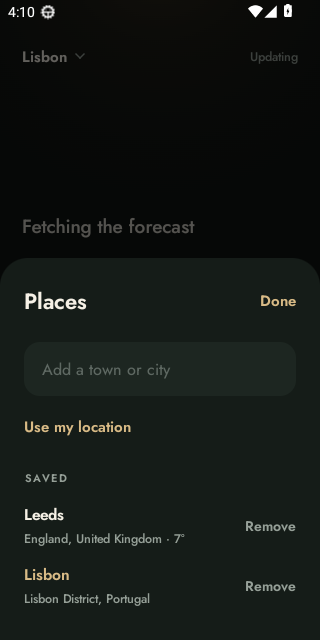 4:10
Lisbon
Updating
Fetching the forecast
Places
Done
Add a town or city
Use my location
SAVED
Leeds
England, United Kingdom · 7°
Remove
Lisbon
Lisbon District, Portugal
Remove